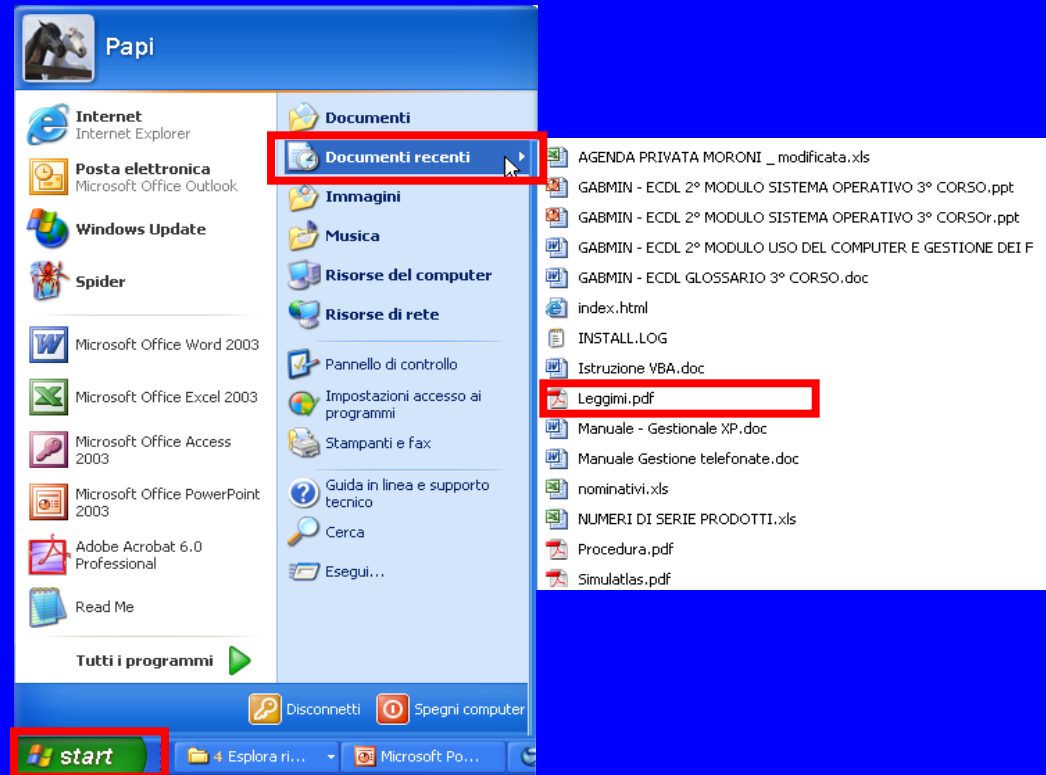 Papi
Internet
Internet Explorer
Posta elettronica
Microsoft Office Outlook
Windows Update
Spider
Microsoft Office Word 2003
Microsoft Office Excel 2003
Microsoft Office Access
2003
Microsoft Office PowerPoint
2003
Adobe Acrobat 6.0
Professional
Read Me
Tutti i programmi
Documenti
Documenti recenti
Immagini
Musica
Risorse del computer
Risorse di rete
Pannello di controllo
Impostazioni accesso ai
programmi
Stampanti e fax
Guida in linea e supporto
tecnico
Cerca
Esegui...
AGENDA PRIVATA MORONI _ modificata.xls
GABMIN - ECDL 2° MODULO SISTEMA OPERATIVO 3° CORSO.ppt
GABMIN - ECDL 2° MODULO SISTEMA OPERATIVO 3° CORSOr.ppt
GABMIN - ECDL 2° MODULO USO DEL COMPUTER E GESTIONE DEI F
GABMIN - ECDL GLOSSARIO 3° CORSO.doc
index.html
INSTALL.LOG
Istruzione VBA.doc
Leggimi.pdf
Manuale - Gestionale XP.doc
Manuale Gestione telefonate.doc
nominativi.xls
NUMERI DI SERIE PRODOTTI.xls
Procedura.pdf
Simulatlas.pdf
Disconnetti
Spegni computer
start
4 Esplora ri...
Microsoft Po...